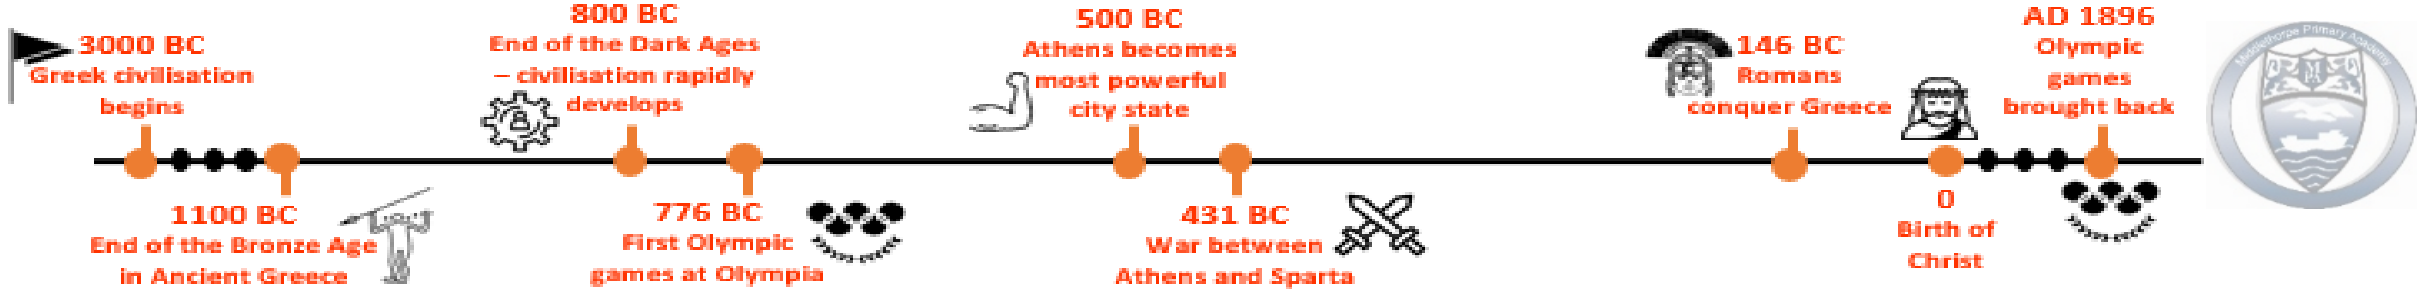 3000 BC
Greek civilisation
begins
1100 BC
End of the Bronze Age
in Ancient Greece
800 BC
End of the Dark Ages
– civilisation rapidly
develops
776 BC
First Olympic
games at Olympia
500 BC
Athens becomes
most powerful
city state
431 BC
War between
Athens and Sparta
146 BC
Romans
conquer Greece
0
Birth of
Christ
AD 1896
Olympic
games
brought back
Middlethorpe Primary Academy